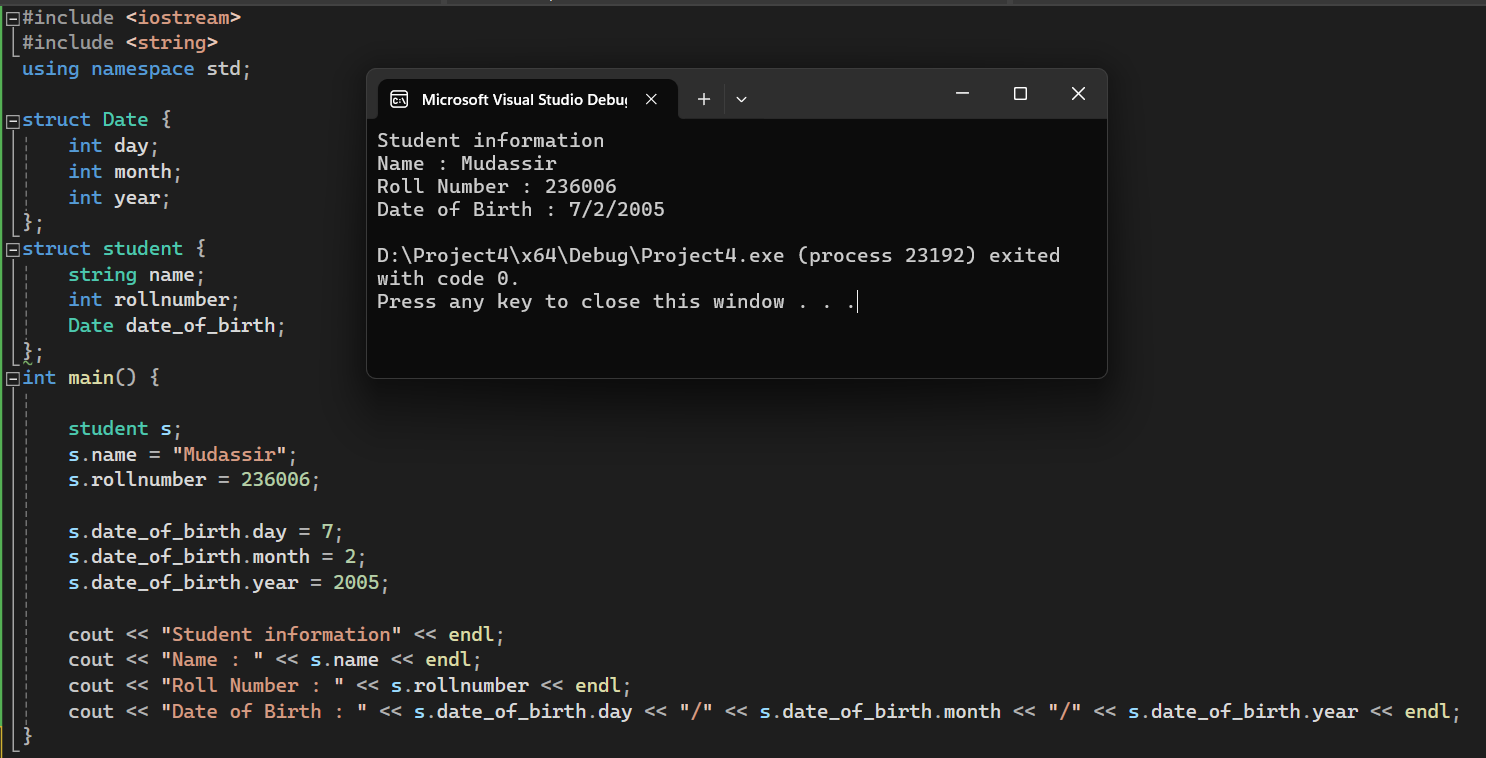 #include <iostream>
#include <string>
using namespace std;

struct Date {
    int day;
    int month;
    int year;
};
struct student {
    string name;
    int rollnumber;
    Date date_of_birth;
};
int main() {

    student s;
    s.name = "Mudassir";
    s.rollnumber = 236006;

    s.date_of_birth.day = 7;
    s.date_of_birth.month = 2;
    s.date_of_birth.year = 2005;

    cout << "Student information" << endl;
    cout << "Name : " << s.name << endl;
    cout << "Roll Number : " << s.rollnumber << endl;
    cout << "Date of Birth : " << s.date_of_birth.day << "/" << s.date_of_birth.month << "/" << s.date_of_birth.year << endl;
}
Microsoft Visual Studio Debu
Student information
Name : Mudassir
Roll Number : 236006
Date of Birth : 7/2/2005

D:\Project4\x64\Debug\Project4.exe (process 23192) exited
with code 0.
Press any key to close this window . . .